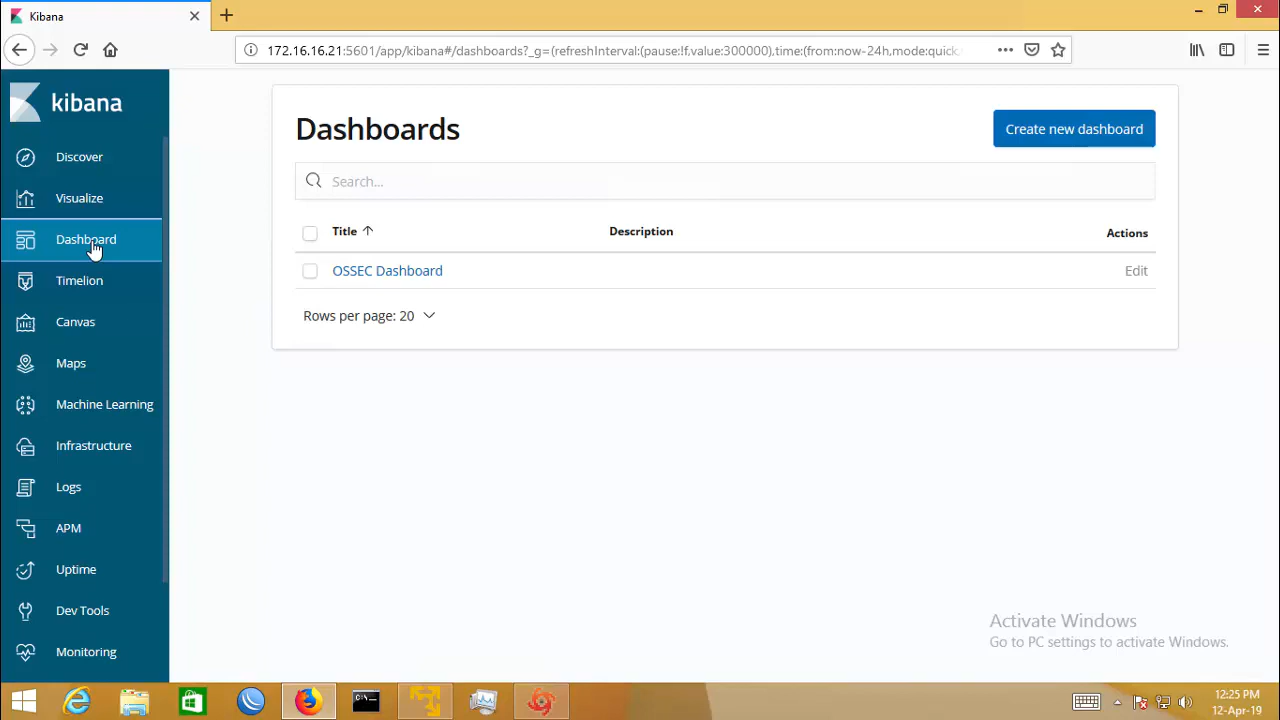 Kibana
172.16.16.21:5601/app/kibana#/dashboards?_g=(refreshInterval:(pause:!f,value:300000),time:(from:now-24h,mode:quick,
kibana
Discover
Visualize
Dashboard
Timelion
Canvas
Maps
Machine Learning
Infrastructure
Logs
APM
Uptime
Dev Tools
Monitoring
Dashboards
Create new dashboard
Search...
Title Description Actions
OSSEC Dashboard Edit
Rows per page: 20
Activate Windows
Go to PC settings to activate Windows.
12:25 PM
12-Apr-19